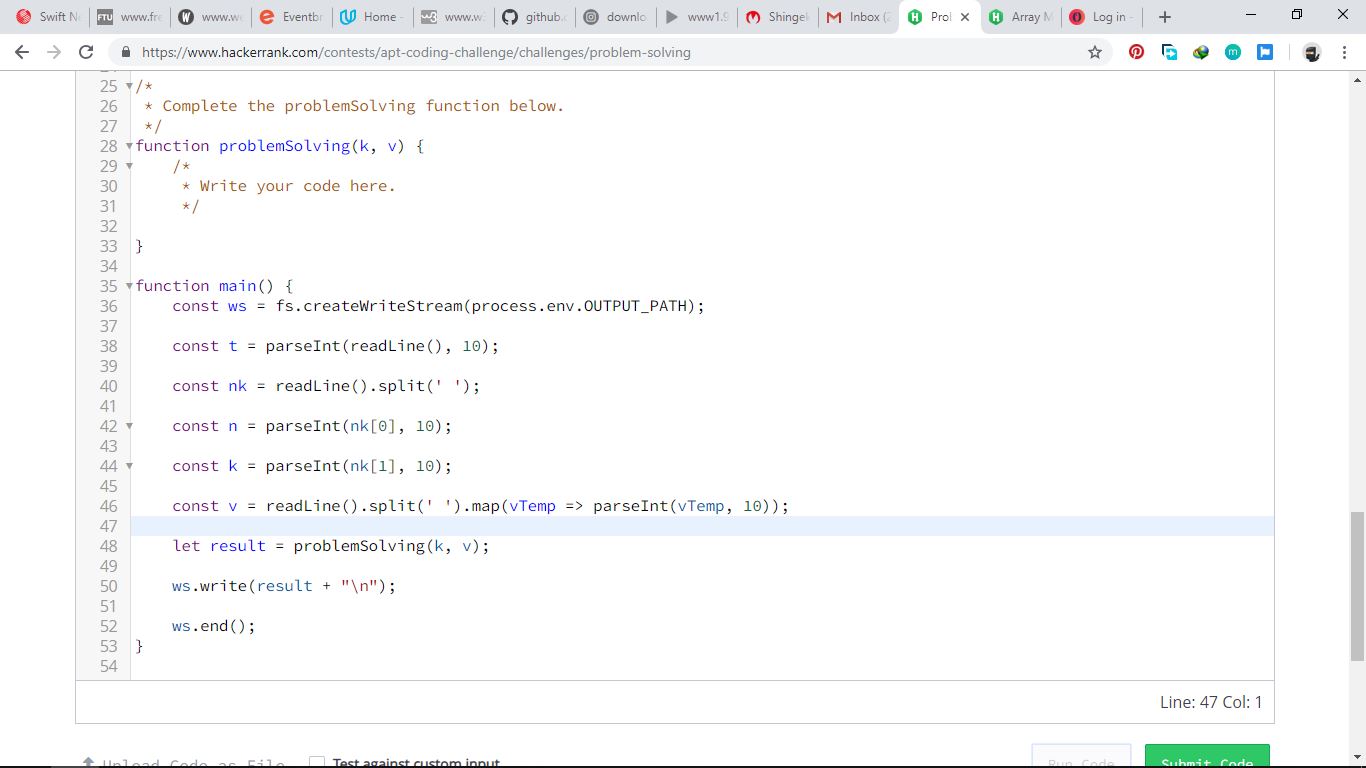 Swift N
FTU www.fre
www.we
Eventbr
Home -
w3 www.w
github.c
downlo
www1.9
Shingek
Inbox (2
Prol
Array M
Log in -
https://www.hackerrank.com/contests/apt-coding-challenge/challenges/problem-solving
25 /*
26 * Complete the problemSolving function below.
27 */
28 function problemSolving(k, v) {
29 /*
30 * Write your code here.
31 */
32
33 }
34
35 function main() {
36 const ws = fs.createWriteStream(process.env.OUTPUT_PATH);
37
38 const t = parseInt(readLine(), 10);
39
40 const nk = readLine().split(' ');
41
42 const n = parseInt(nk[0], 10);
43
44 const k = parseInt(nk[1], 10);
45
46 const v = readLine().split(' ').map(vTemp => parseInt(vTemp, 10));
47
48 let result = problemSolving(k, v);
49
50 ws.write(result + "\n");
51
52 ws.end();
53 }
54
Line: 47 Col: 1
Upload Code as File
Test against custom input
Run Code
Submit Code